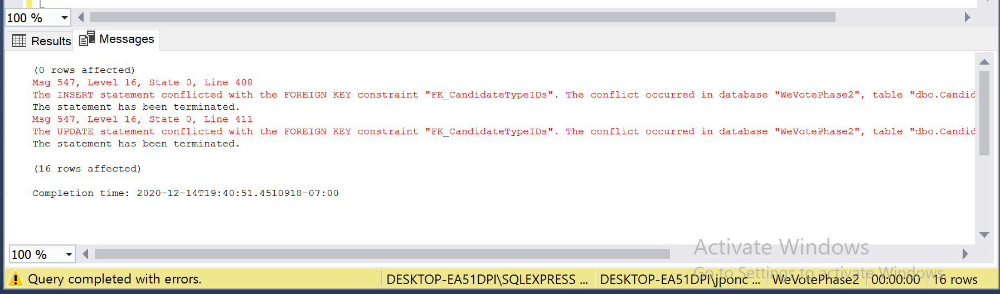 100 %
Results
Messages
(0 rows affected)
Msg 547, Level 16, State 0, Line 408
The INSERT statement conflicted with the FOREIGN KEY constraint "FK_CandidateTypeIDs". The conflict occurred in database "WeVotePhase2", table "dbo.Candid
The statement has been terminated.
Msg 547, Level 16, State 0, Line 411
The UPDATE statement conflicted with the FOREIGN KEY constraint "FK_CandidateTypeIDs". The conflict occurred in database "WeVotePhase2", table "dbo.Candid
The statement has been terminated.
(16 rows affected)
Completion time: 2020-12-14T19:40:51.4510918-07:00
Activate Windows
100 %
Go to Settings to activate Windows.
Query completed with errors.
DESKTOP-EA51DPI\SQLEXPRESS ...
DESKTOP-EA51DPI\jponc ...
WeVotePhase2
00:00:00
16 rows